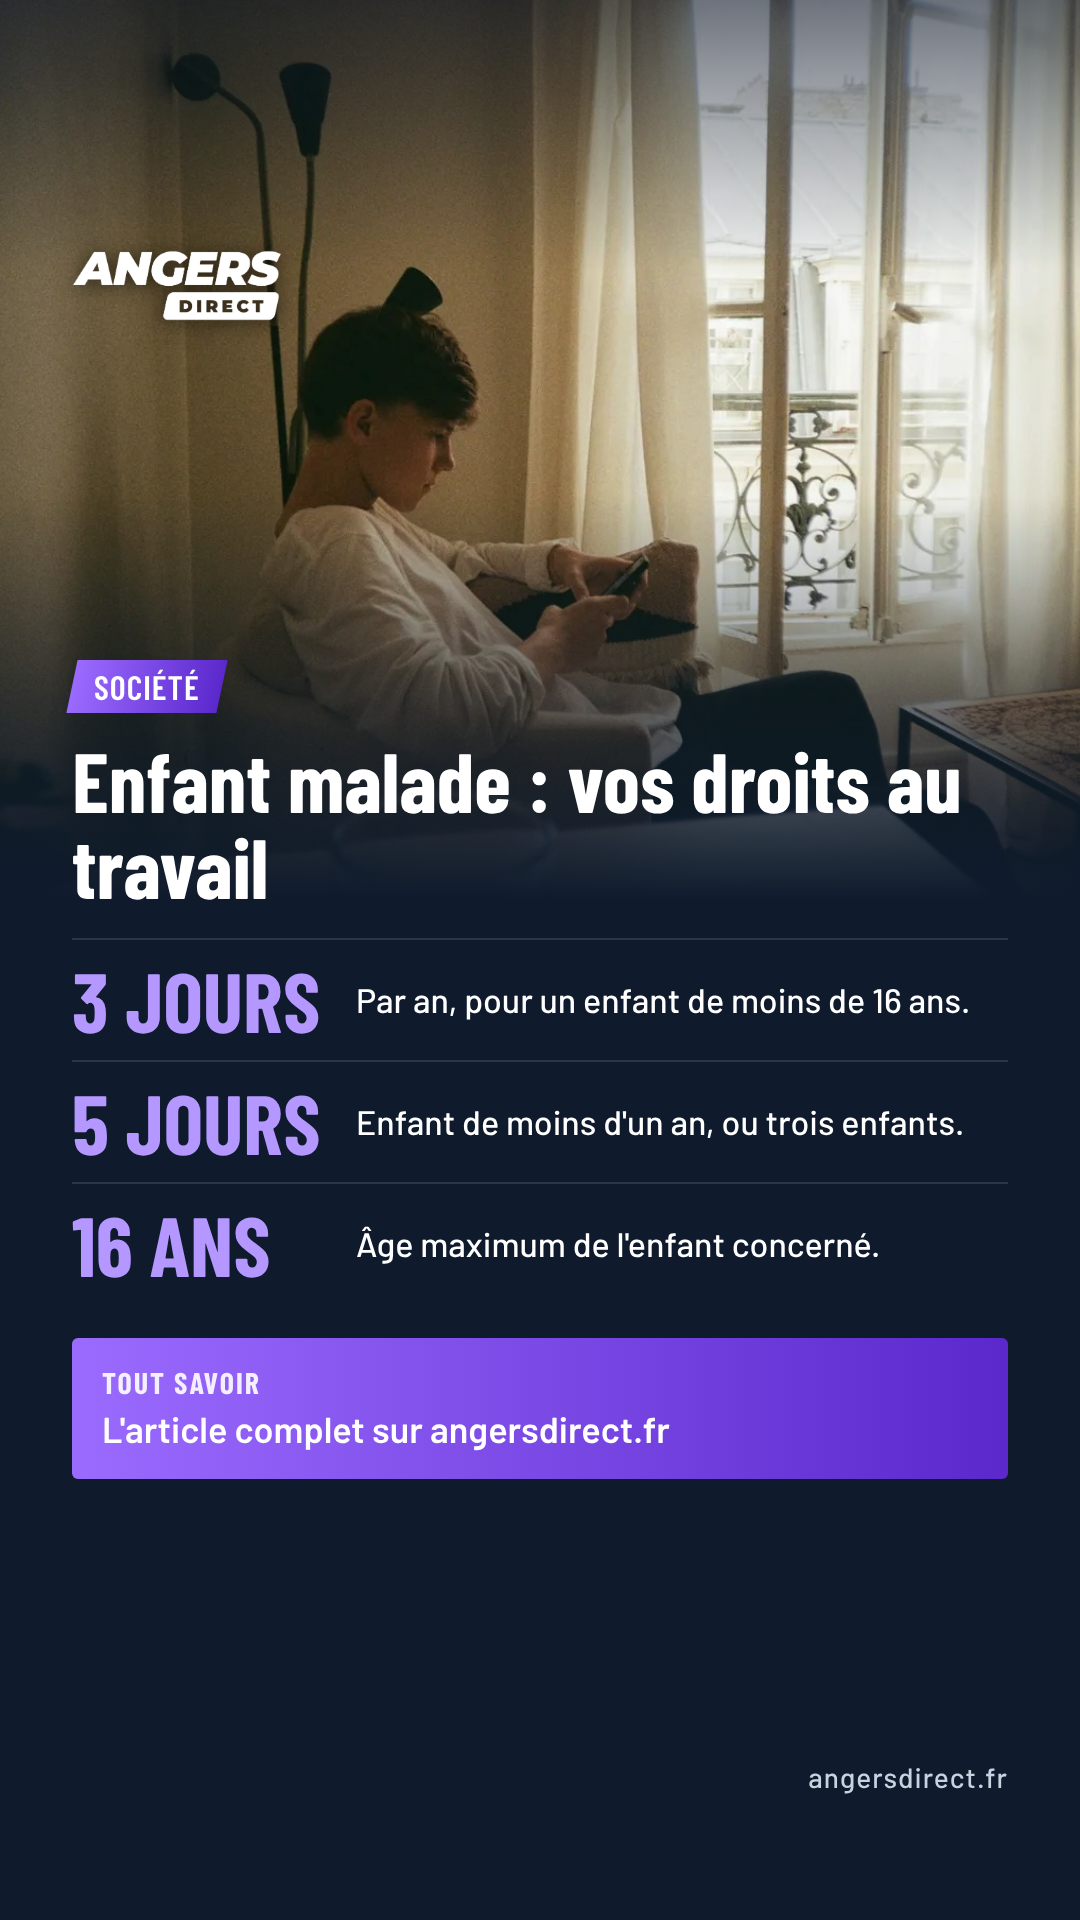 ANGERS
DIRECT
SOCIÉTÉ
Enfant malade : vos droits au
travail
3 JOURS
Par an, pour un enfant de moins de 16 ans.
5 JOURS
Enfant de moins d'un an, ou trois enfants.
16 ANS
Âge maximum de l'enfant concerné.
TOUT SAVOIR
L'article complet sur angersdirect.fr
angersdirect.fr